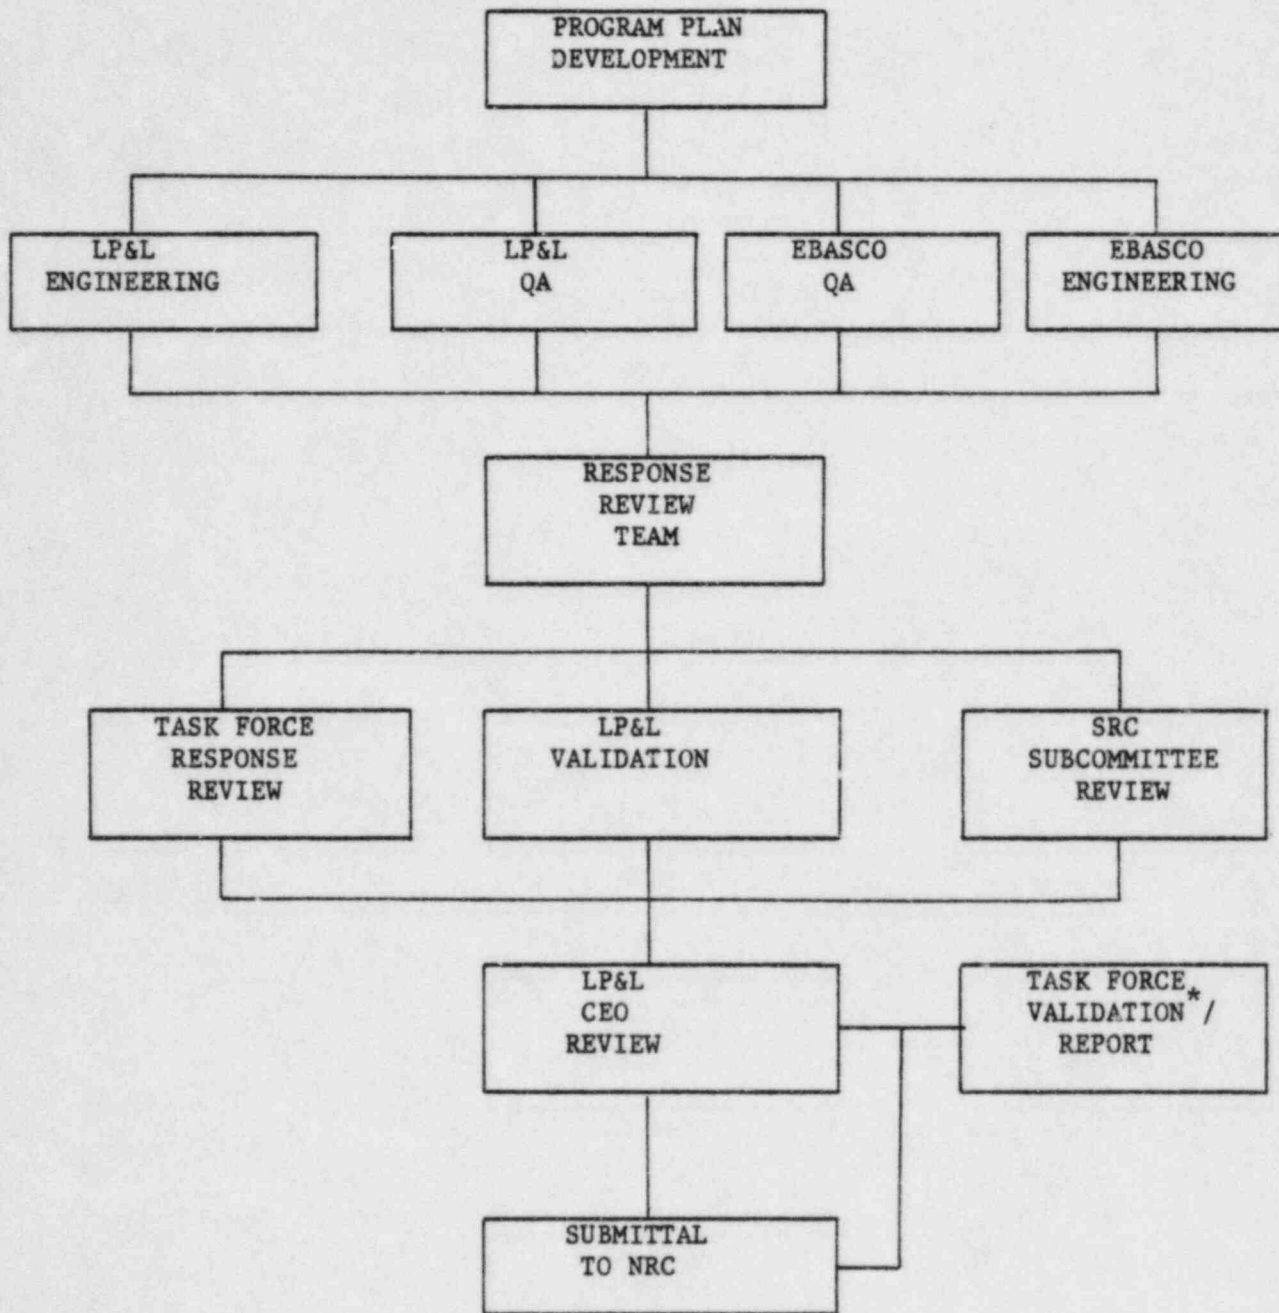 PROGRAM PLAN
DEVELOPMENT
LP&L
ENGINEERING
LP&L
QA
EBASCO
QA
EBASCO
ENGINEERING
RESPONSE
REVIEW
TEAM
TASK FORCE
RESPONSE
REVIEW
LP&L
VALIDATION
SRC
SUBCOMMITTEE
REVIEW
LP&L
CEO
REVIEW
TASK FORCE
VALIDATION*/
REPORT
SUBMITTAL
TO NRC